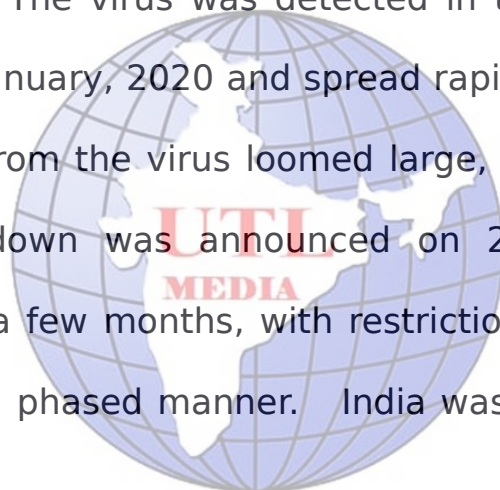 The virus was detected in
nuary, 2020 and spread rapi
rom the virus loomed large,
down was announced on 2
UTL
MEDIA
a few months, with restrictio
phased manner. India was